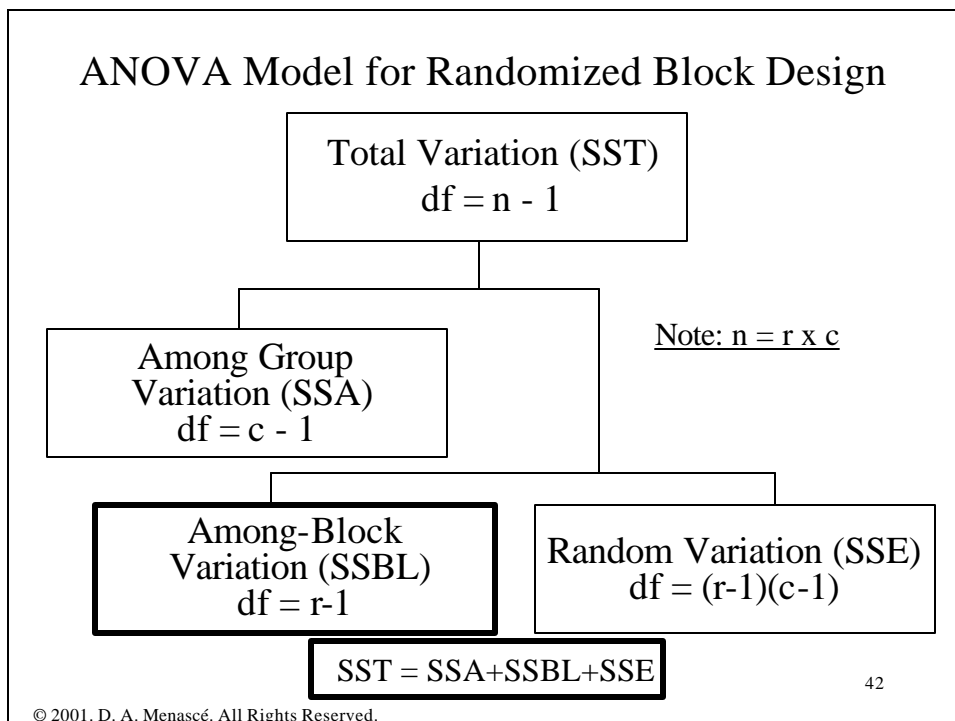 ANOVA Model for Randomized Block Design
Total Variation (SST)
df = n - 1
Note: n = r x c
Among Group
Variation (SSA)
df = c - 1
Among-Block
Variation (SSBL)
df = r-1
Random Variation (SSE)
df = (r-1)(c-1)
SST = SSA+SSBL+SSE
42
© 2001. D. A. Menascé. All Rights Reserved.